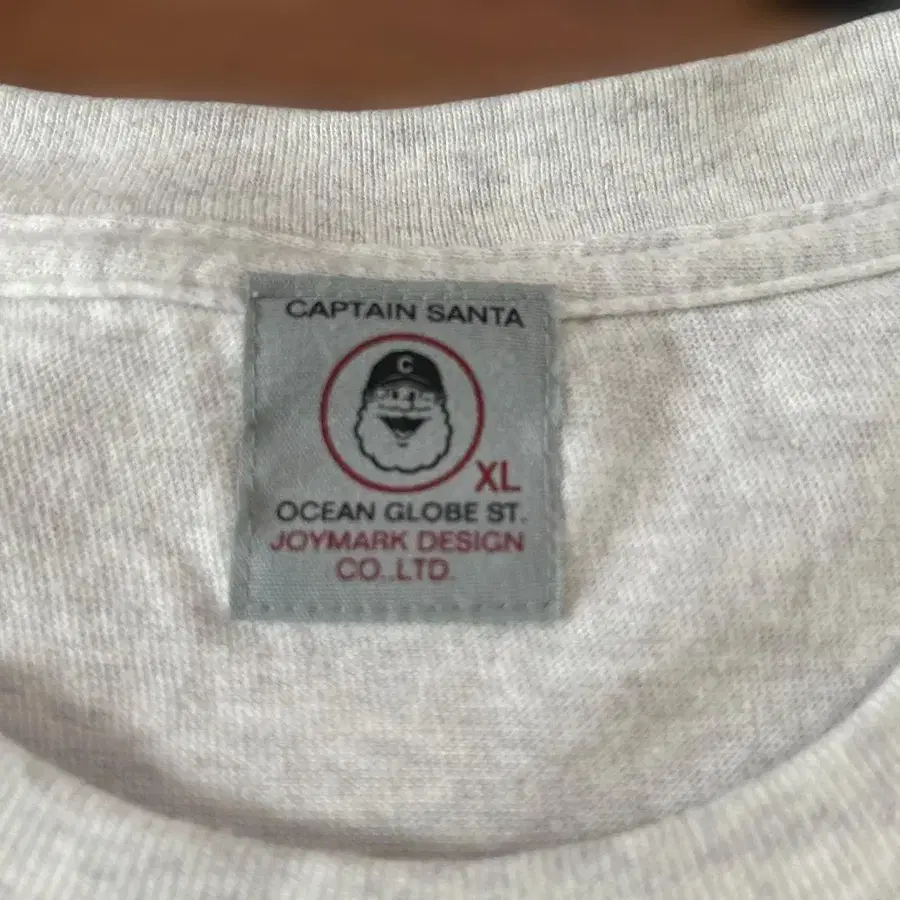 CAPTAIN SANTA
C
XL
OCEAN GLOBE ST.
JOYMARK DESIGN
CO.,LTD.